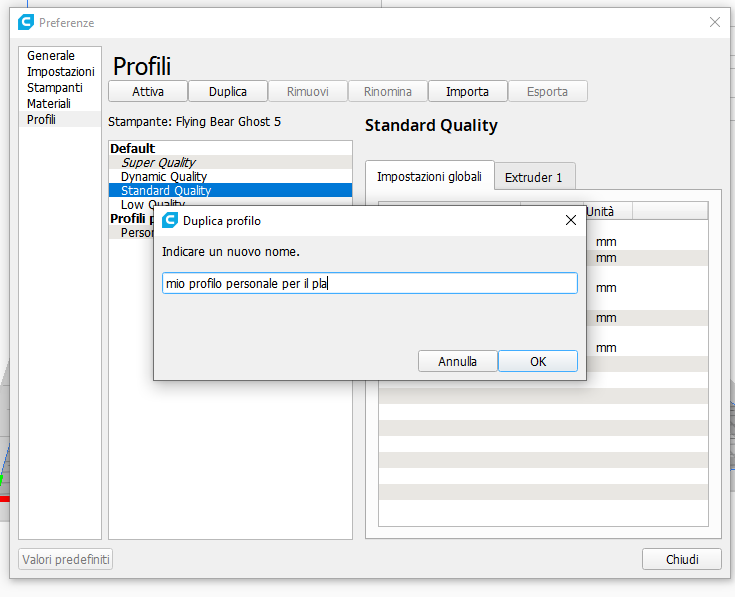 Preferenze
Generale
Impostazioni
Stampanti
Materiali
Profili
Profili
Attiva Duplica Rimuovi Rinomina Importa Esporta
Stampante: Flying Bear Ghost 5
Default
Super Quality
Dynamic Quality
Standard Quality
Low Quality
Profili p
Person
Standard Quality
Impostazioni globali Extruder 1
Unità
mm
mm
mm
mm
mm
Duplica profilo
Indicare un nuovo nome.
mio profilo personale per il pla
Annulla OK
Valori predefiniti Chiudi